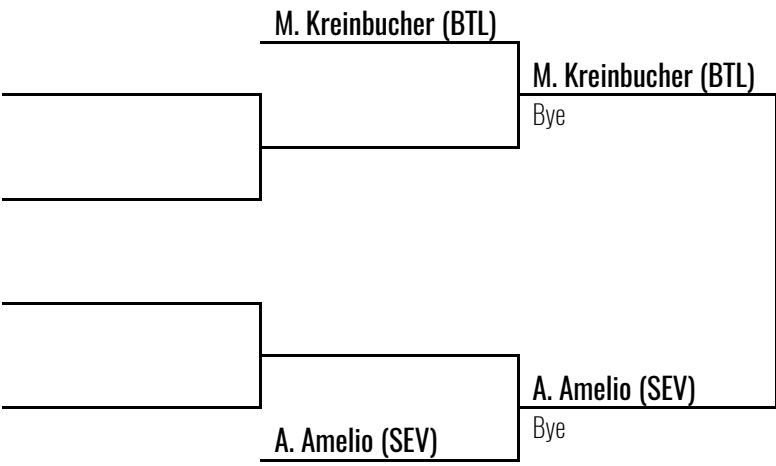 M. Kreinbucher (BTL)
M. Kreinbucher (BTL)
Bye
A. Amelio (SEV)
Bye
A. Amelio (SEV)